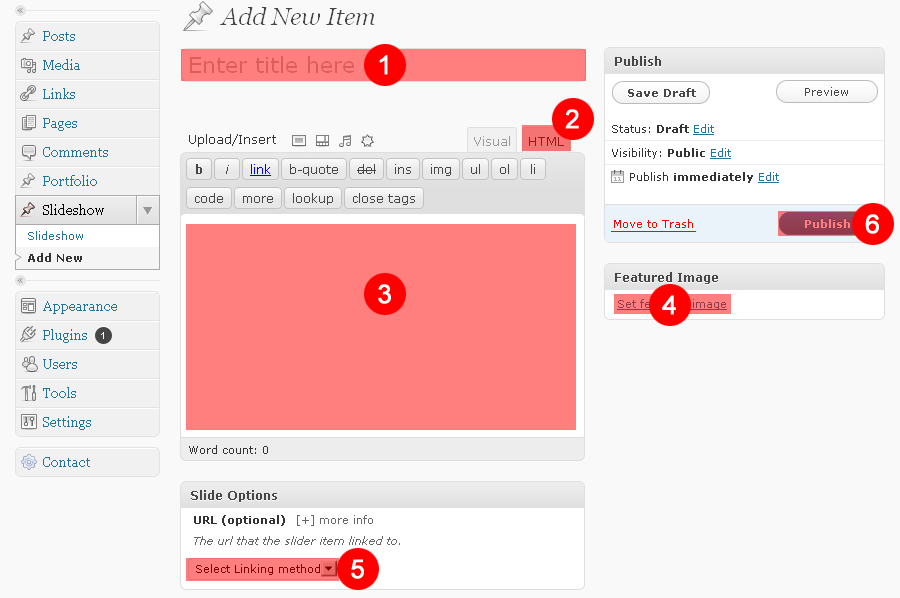 Add New Item
Posts
Media
Links
Pages
Comments
Portfolio
Slideshow
Slideshow
Add New
Appearance
Plugins 1
Users
Tools
Settings
Contact
Enter title here 1
2
Upload/Insert
Visual HTML
b i link b-quote del ins img ul ol li
code more lookup close tags
3
Word count: 0
Slide Options
URL (optional) [+] more info
The url that the slider item linked to.
Select Linking method 5
Publish
Save Draft Preview
Status: Draft Edit
Visibility: Public Edit
Publish immediately Edit
Move to Trash Publish 6
Featured Image
Set 4 image